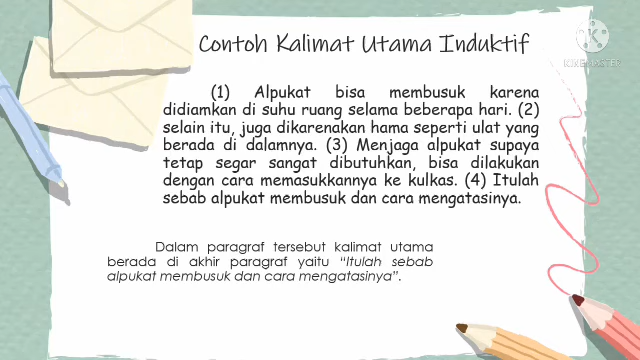 Contoh Kalimat Utama Induktif
(1) Alpukat bisa membusuk karena
didiamkan di suhu ruang selama beberapa hari. (2)
selain itu, juga dikarenakan hama seperti ulat yang
berada di dalamnya. (3) Menjaga alpukat supaya
tetap segar sangat dibutuhkan, bisa dilakukan
dengan cara memasukkannya ke kulkas. (4) Itulah
sebab alpukat membusuk dan cara mengatasinya.
Dalam paragraf tersebut kalimat utama
berada di akhir paragraf yaitu “Itulah sebab
alpukat membusuk dan cara mengatasinya”.